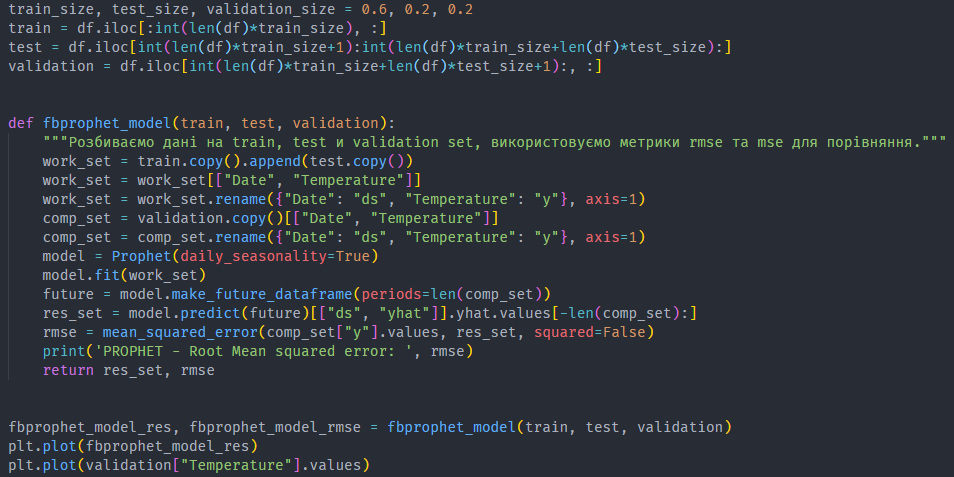 train_size, test_size, validation_size = 0.6, 0.2, 0.2
train = df.iloc[:int(len(df)*train_size), :]
test = df.iloc[int(len(df)*train_size+1):int(len(df)*train_size+len(df)*test_size):]
validation = df.iloc[int(len(df)*train_size+len(df)*test_size+1):, :]
def fbprophet_model(train, test, validation):
"""Розбиваємо дані на train, test и validation set, використовуємо метрики rmse та mse для порівняння."""
work_set = train.copy().append(test.copy())
work_set = work_set[["Date", "Temperature"]]
work_set = work_set.rename({"Date": "ds", "Temperature": "y"}, axis=1)
comp_set = validation.copy()[["Date", "Temperature"]]
comp_set = comp_set.rename({"Date": "ds", "Temperature": "y"}, axis=1)
model = Prophet(daily_seasonality=True)
model.fit(work_set)
future = model.make_future_dataframe(periods=len(comp_set))
res_set = model.predict(future)[["ds", "yhat"]].yhat.values[-len(comp_set):]
rmse = mean_squared_error(comp_set["y"].values, res_set, squared=False)
print('PROPHET - Root Mean squared error: ', rmse)
return res_set, rmse
fbprophet_model_res, fbprophet_model_rmse = fbprophet_model(train, test, validation)
plt.plot(fbprophet_model_res)
plt.plot(validation["Temperature"].values)